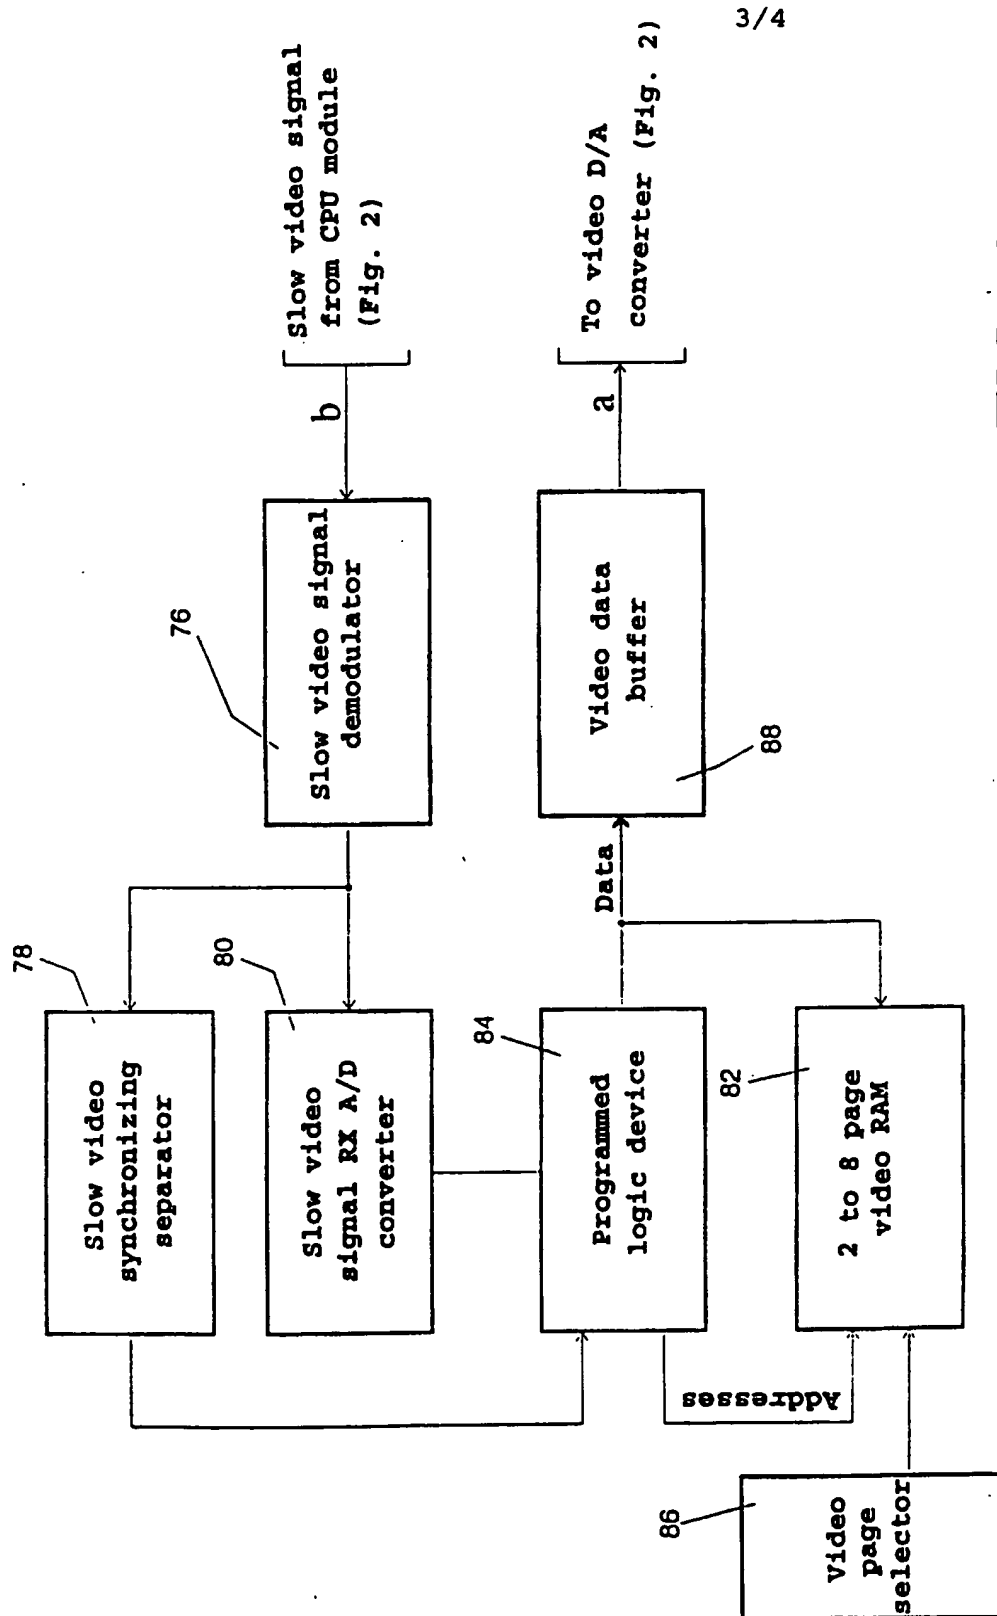 3/4
Slow video signal
from CPU module
(Fig. 2)
b
76
Slow video signal
demodulator
78
Slow video
synchronizing
separator
80
Slow video
signal RX A/D
converter
84
Programmed
logic device
Data
Video data
buffer
88
a
To video D/A
converter (Fig. 2)
82
2 to 8 page
video RAM
Addresses
86
Video
page
selector